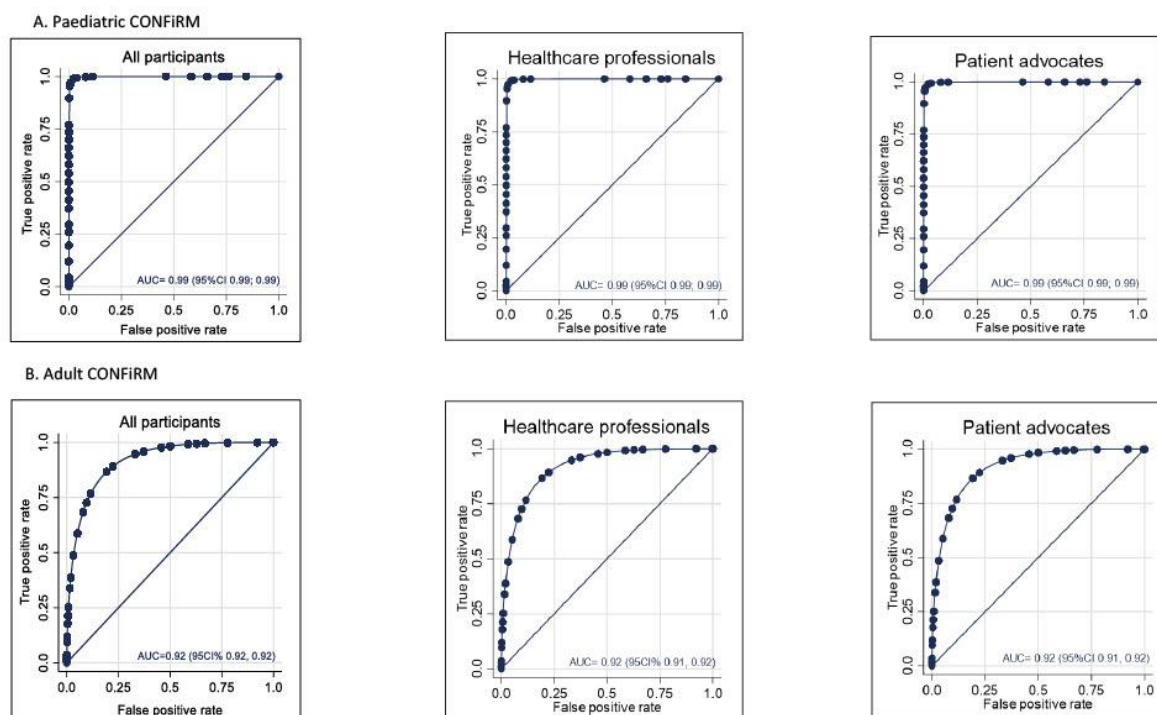 A. Paediatric CONFiRM
All participants
True positive rate
1.0
0.75
0.5
0.25
0.0
AUC= 0.99 (95%CI 0.99; 0.99)
0.0 0.25 0.50 0.75 1.0
False positive rate
Healthcare professionals
True positive rate
1.0
0.75
0.5
0.25
0.0
AUC= 0.99 (95%CI 0.99; 0.99)
0.0 0.25 0.50 0.75 1.0
False positive rate
Patient advocates
True positive rate
1.0
0.75
0.5
0.25
0.0
AUC= 0.99 (95%CI 0.99; 0.99)
0.0 0.25 0.50 0.75 1.0
False positive rate
B. Adult CONFiRM
All participants
True positive rate
1.0
0.75
0.5
0.25
0.0
AUC=0.92 (95CI% 0.92, 0.92)
0.0 0.25 0.50 0.75 1.0
False positive rate
Healthcare professionals
True positive rate
1.0
0.75
0.5
0.25
0.0
AUC=0.92 (95CI% 0.91, 0.92)
0.0 0.25 0.50 0.75 1.0
False positive rate
Patient advocates
True positive rate
1.0
0.75
0.5
0.25
0.0
AUC=0.92 (95%CI 0.91, 0.92)
0.0 0.25 0.50 0.75 1.0
False positive rate